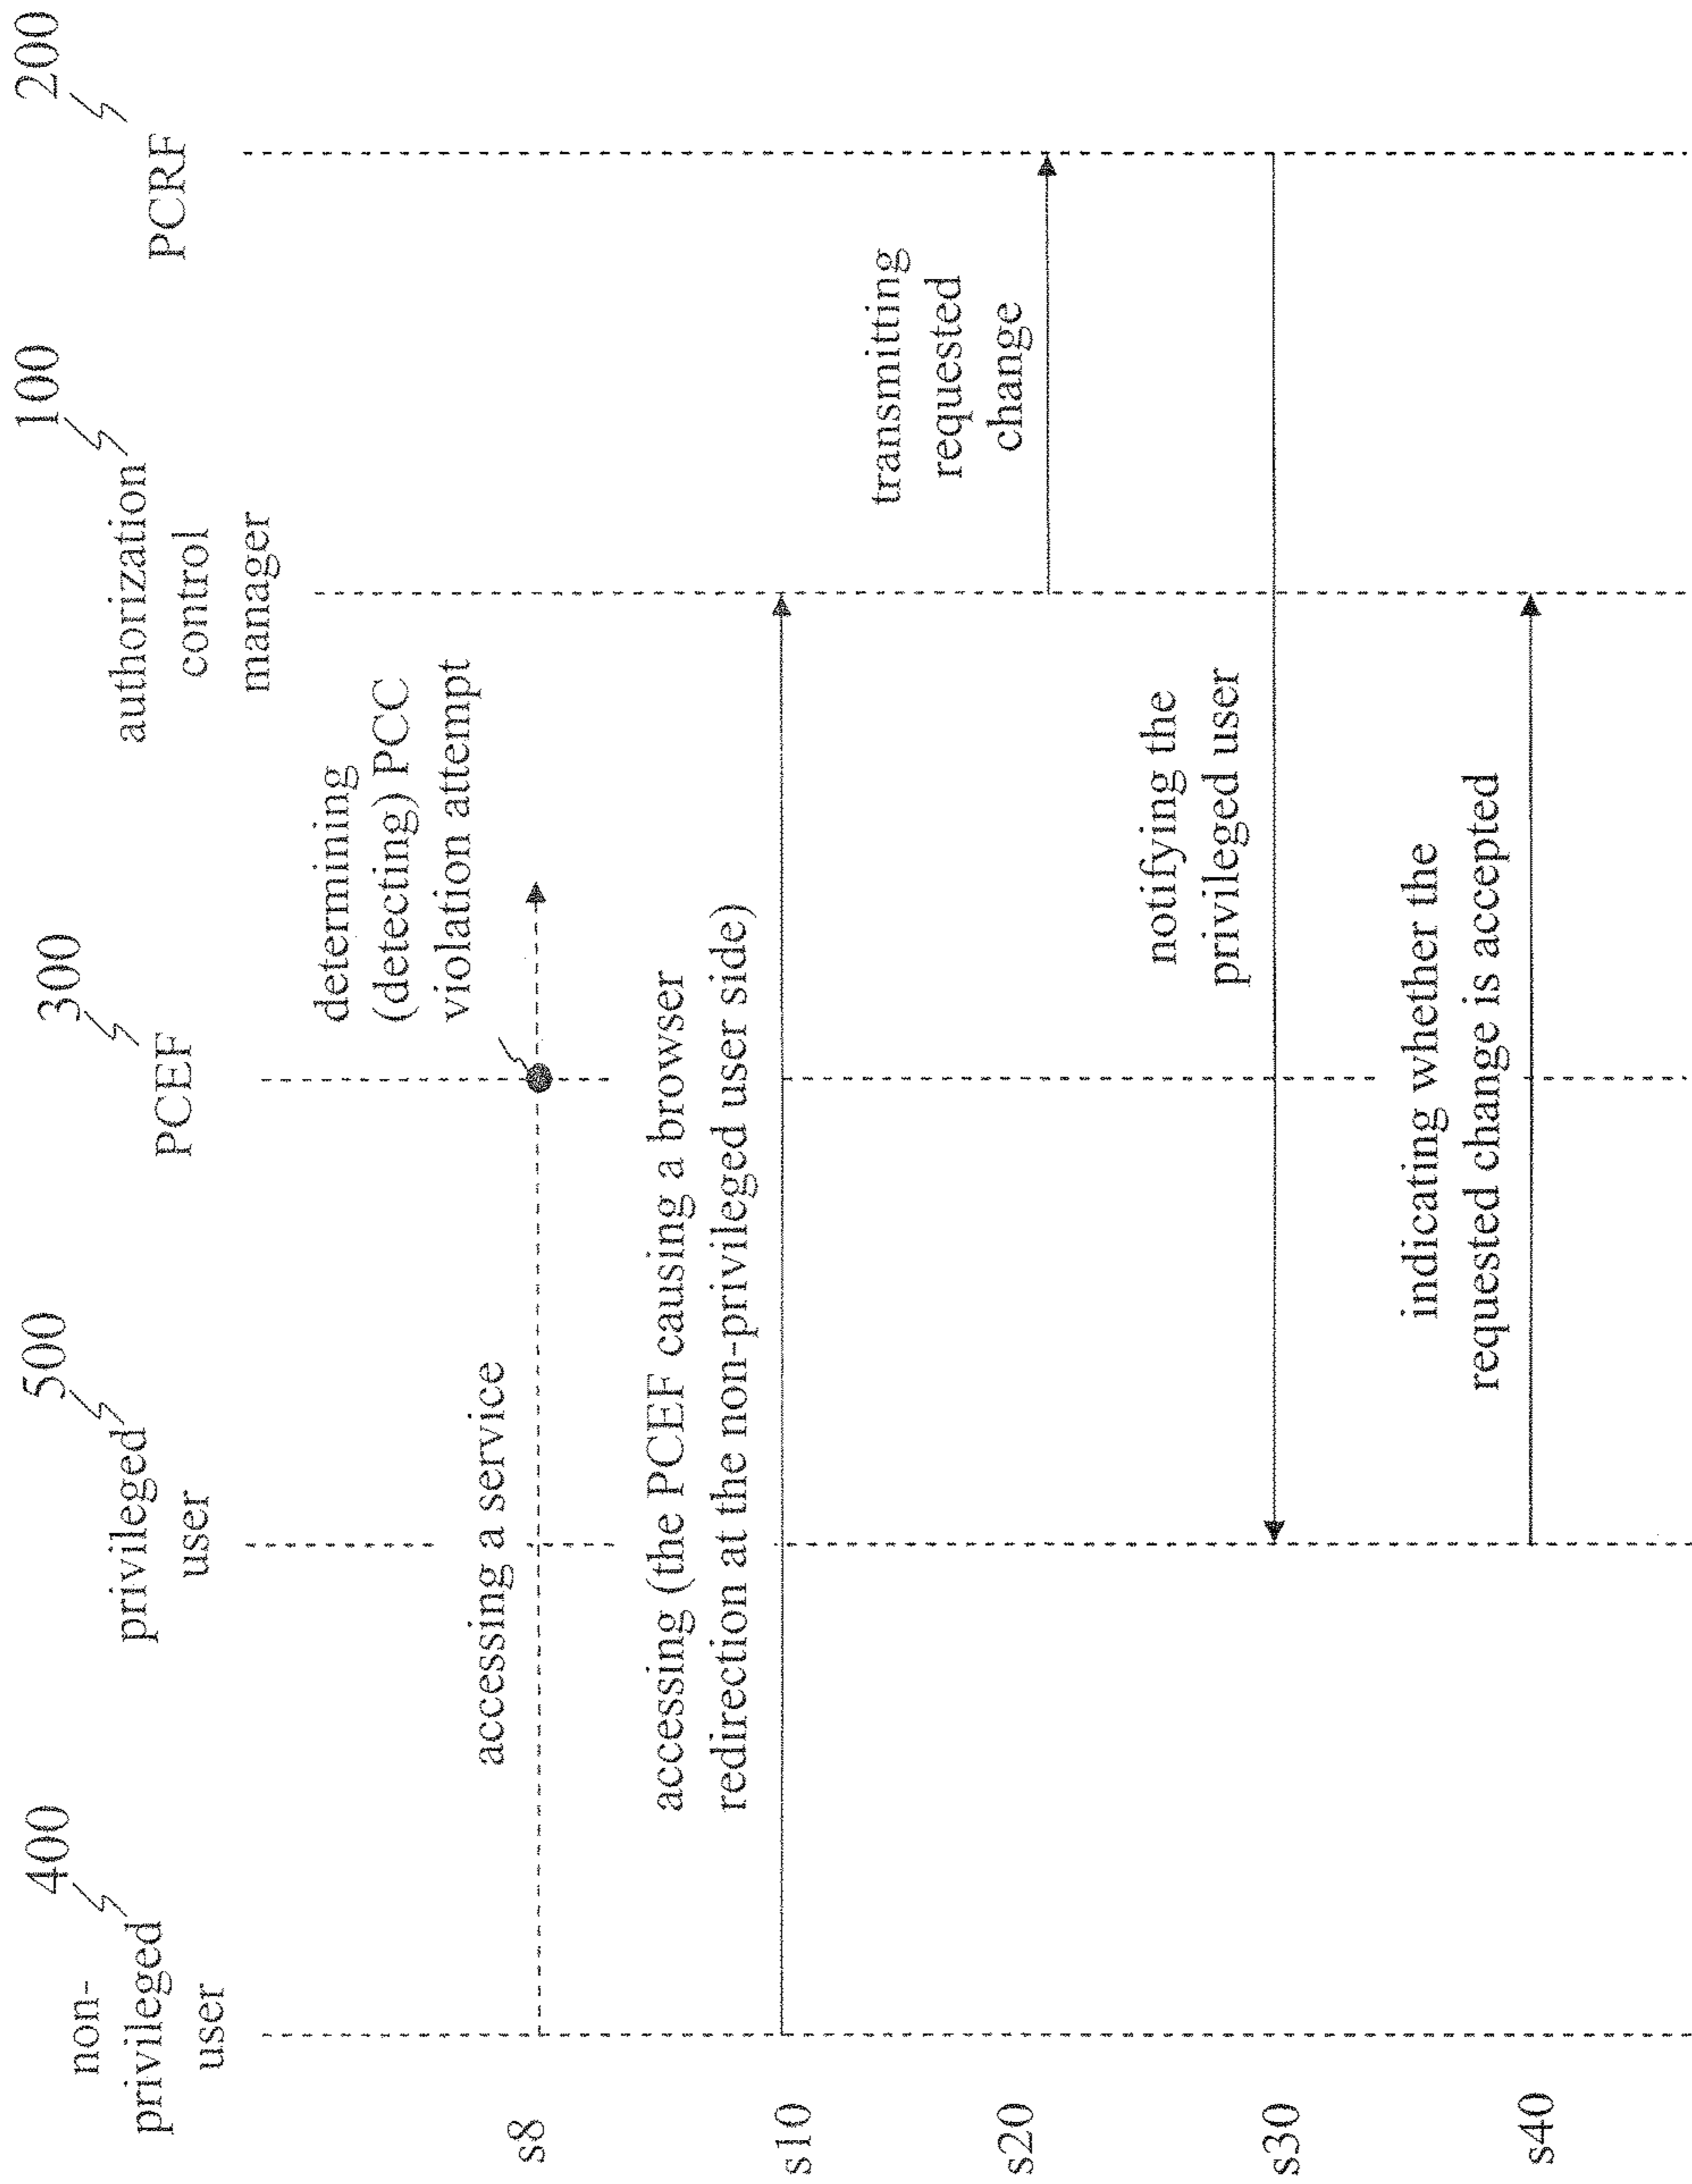 400
non-
privileged
user
500
privileged
user
300
PCEF
100
authorization
control
manager
200
PCRF
s8
accessing a service
determining
(detecting) PCC
violation attempt
s10
accessing (the PCEF causing a browser
redirection at the non-privileged user side)
s20
transmitting
requested
change
s30
notifying the
privileged user
s40
indicating whether the
requested change is accepted